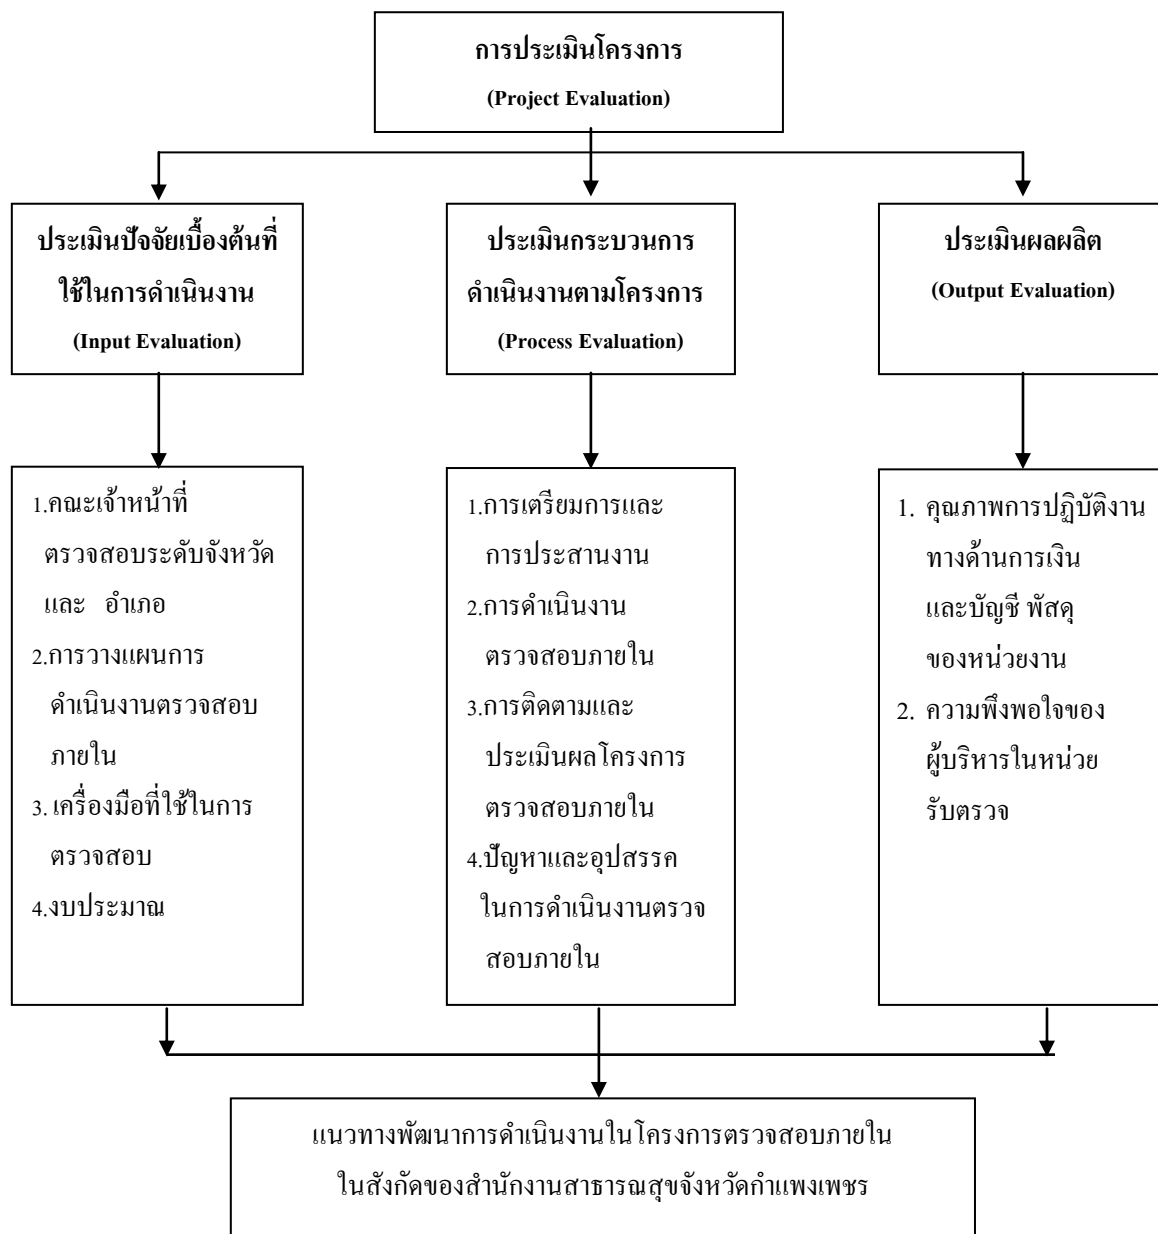 การประเมินโครงการ
(Project Evaluation)
ประเมินปัจจัยเบื้องต้นที่
ใช้ในการดำเนินงาน
(Input Evaluation)
ประเมินกระบวนการ
ดำเนินงานตามโครงการ
(Process Evaluation)
ประเมินผลผลิต
(Output Evaluation)
1.คณะเจ้าหน้าที่
ตรวจสอบระดับจังหวัด
และ อำเภอ
2.การวางแผนการ
ดำเนินงานตรวจสอบ
ภายใน
3. เครื่องมือที่ใช้ในการ
ตรวจสอบ
4.งบประมาณ
1.การเตรียมการและ
การประสานงาน
2.การดำเนินงาน
ตรวจสอบภายใน
3.การติดตามและ
ประเมินผลโครงการ
ตรวจสอบภายใน
4.ปัญหาและอุปสรรค
ในการดำเนินงานตรวจ
สอบภายใน
1. คุณภาพการปฏิบัติงาน
ทางด้านการเงิน
และบัญชี พัสดุ
ของหน่วยงาน
2. ความพึงพอใจของ
ผู้บริหารในหน่วย
รับตรวจ
แนวทางพัฒนาการดำเนินงานในโครงการตรวจสอบภายใน
ในสังกัดของสำนักงานสาธารณสุขจังหวัดกำแพงเพชร